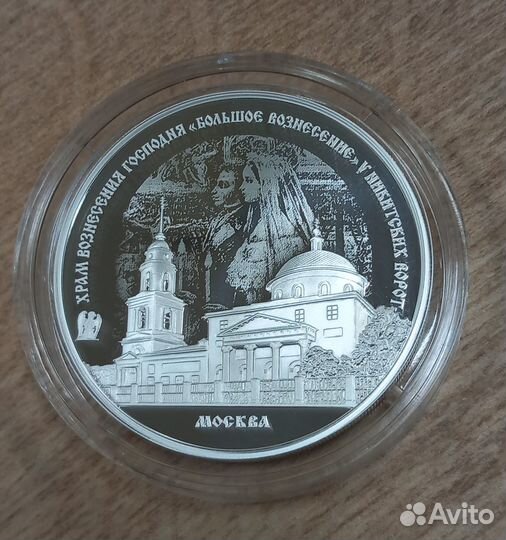 ХРАМ ВОЗНЕСЕНИЯ ГОСПОДНЯ «БОЛЬШОЕ ВОЗНЕСЕНИЕ» У НИКИТСКИХ ВОРОТ
МОСКВА
Avito